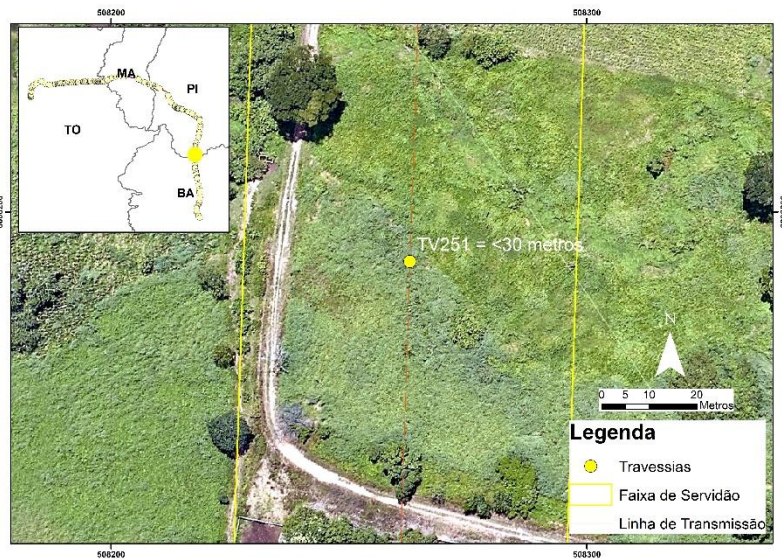 508200
508300
MA
PI
TO
BA
TV251 = <30 metros
N
0 5 10 20
Metros
Legenda
Travessias
Faixa de Servidão
Linha de Transmissão
508200
508300